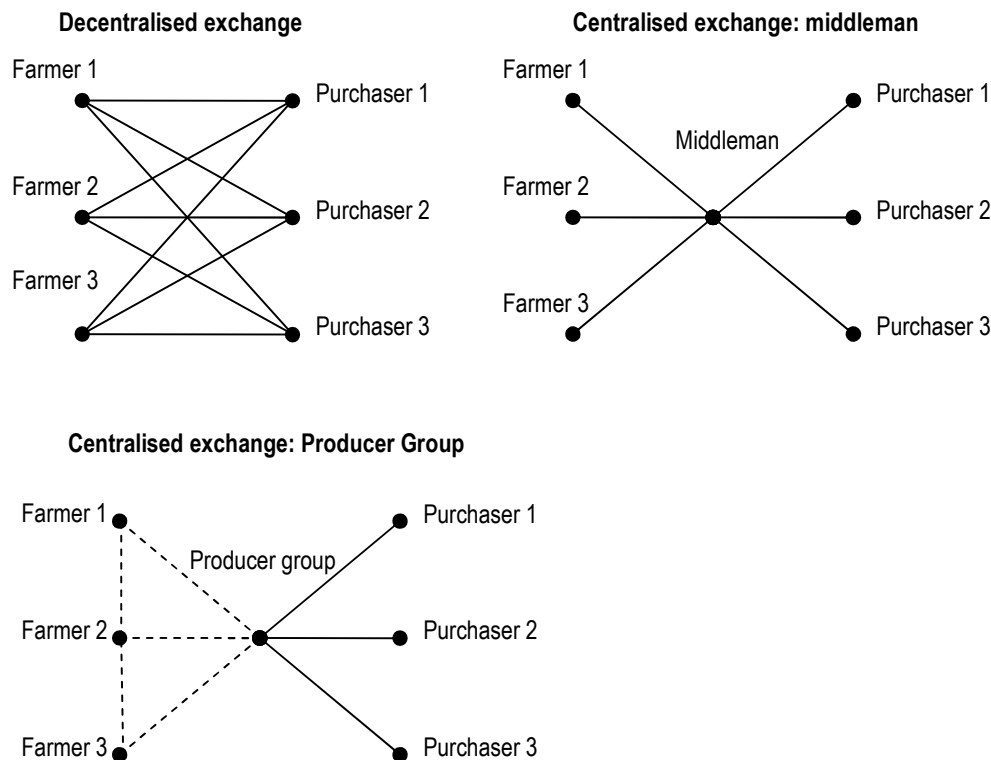 Decentralised exchange
Farmer 1
Purchaser 1
Farmer 2
Purchaser 2
Farmer 3
Purchaser 3
Centralised exchange: middleman
Farmer 1
Purchaser 1
Middleman
Farmer 2
Purchaser 2
Farmer 3
Purchaser 3
Centralised exchange: Producer Group
Farmer 1
Purchaser 1
Producer group
Farmer 2
Purchaser 2
Farmer 3
Purchaser 3